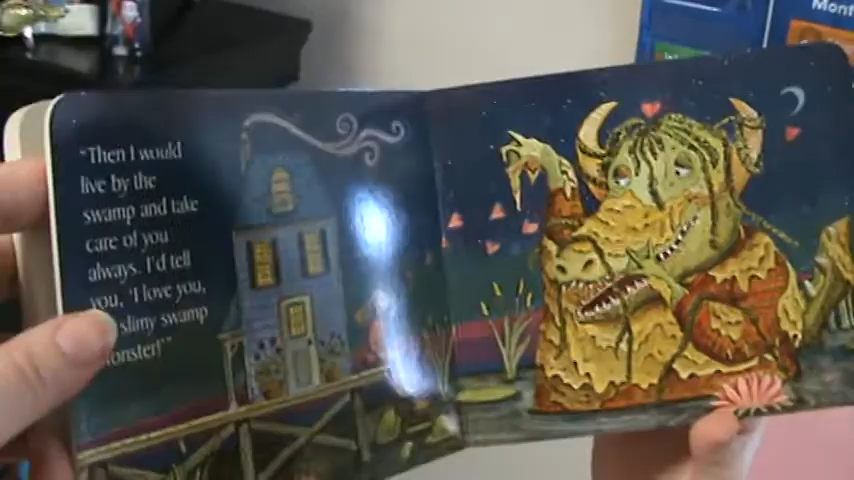 "Then I would
live by the
swamp and take
care of you
always. I'd tell
you, 'I love you,
slimy swamp
monster!'"
Mont